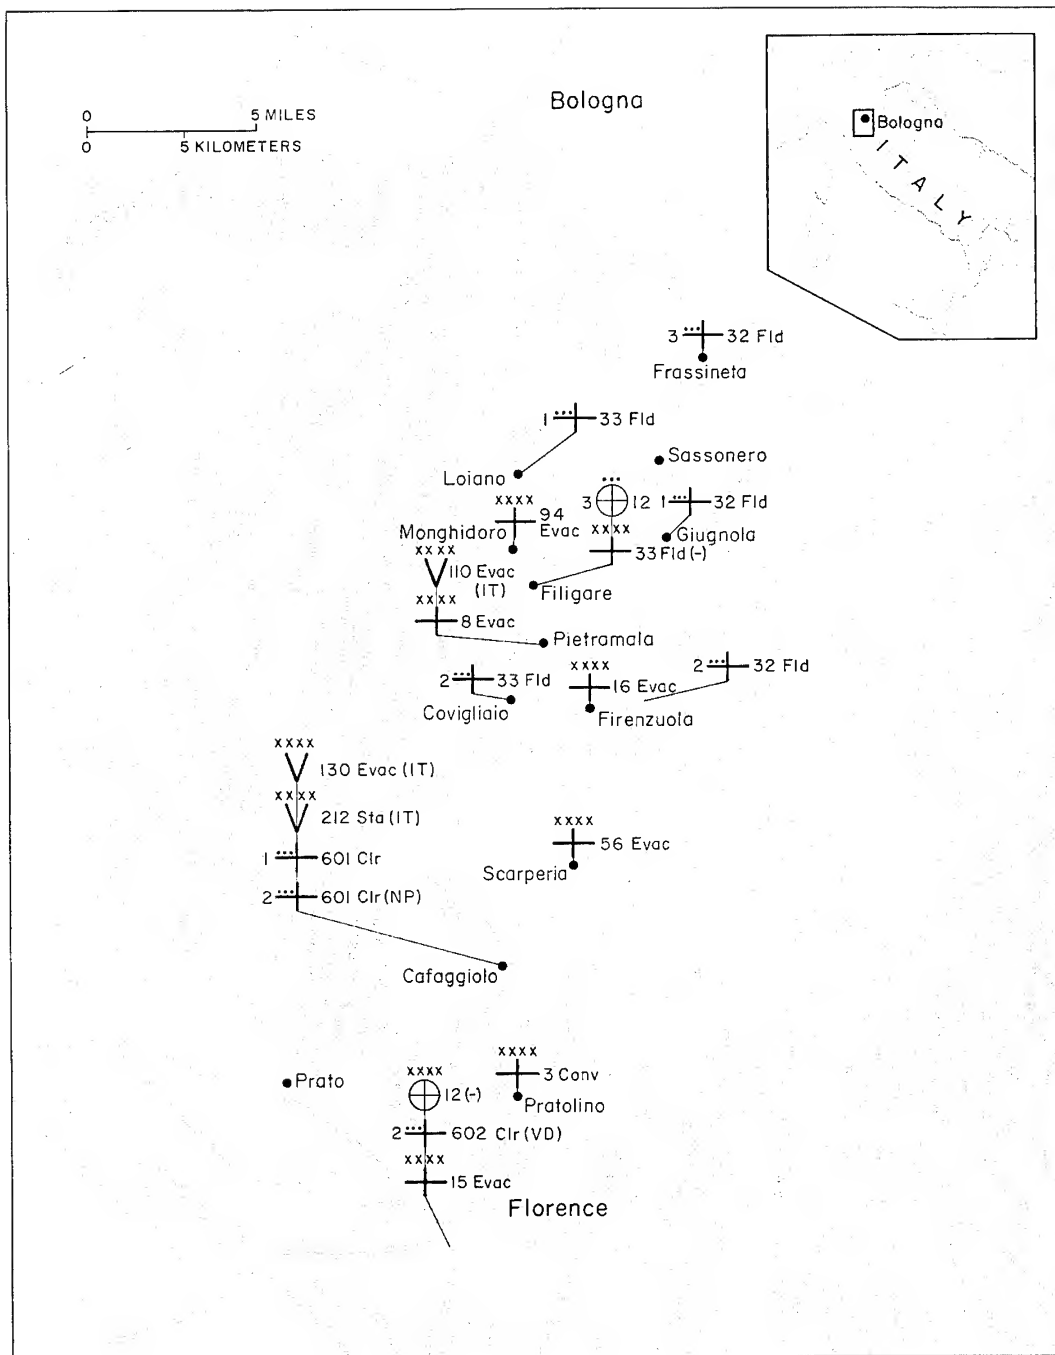 Bologna
0 5 MILES
0 5 KILOMETERS
Bologna
ITALY
3 32 Fld
Frassineta
1 33 Fld
Loiano
Sassonero
xxxx
94
Evac
Monghidoro
3 12
1 32 Fld
Giugnola
xxxx
33 Fld (-)
Filigare
xxxx
110 Evac
(IT)
xxxx
8 Evac
Pietramala
2 33 Fld
Covigliaio
xxxx
16 Evac
Firenzuola
2 32 Fld
xxxx
130 Evac (IT)
xxxx
212 Sta (IT)
1 601 Clr
2 601 Clr (NP)
Cafaggiolo
xxxx
56 Evac
Scarperia
Prato
xxxx
3 Conv
Pratolino
xxxx
12 (-)
2 602 Clr (VD)
xxxx
15 Evac
Florence